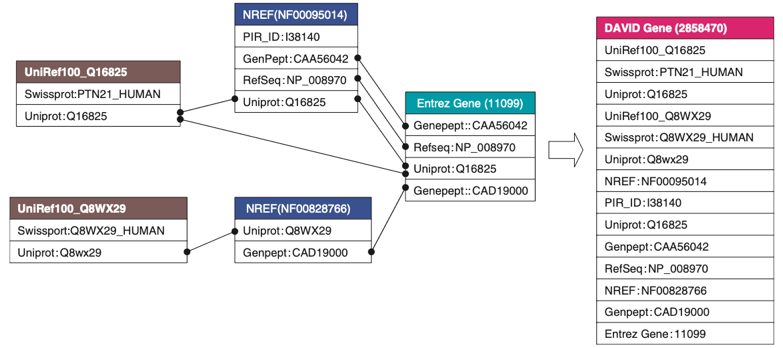 NREF(NF00095014)
PIR_ID:I38140
GenPept:CAA56042
RefSeq:NP_008970
Uniprot:Q16825
UniRef100_Q16825
Swissprot:PTN21_HUMAN
Uniprot:Q16825
Entrez Gene (11099)
Genepept::CAA56042
Refseq:NP_008970
Uniprot:Q16825
Genepept::CAD19000
UniRef100_Q8WX29
Swissport:Q8WX29_HUMAN
Uniprot:Q8wx29
NREF(NF00828766)
Uniprot:Q8WX29
Genpept:CAD19000
DAVID Gene (2858470)
UniRef100_Q16825
Swissprot:PTN21_HUMAN
Uniprot:Q16825
UniRef100_Q8WX29
Swissprot:Q8WX29_HUMAN
Uniprot:Q8wx29
NREF:NF00095014
PIR_ID:I38140
Uniprot:Q16825
Genpept:CAA56042
RefSeq:NP_008970
NREF:NF00828766
Genpept:CAD19000
Entrez Gene:11099